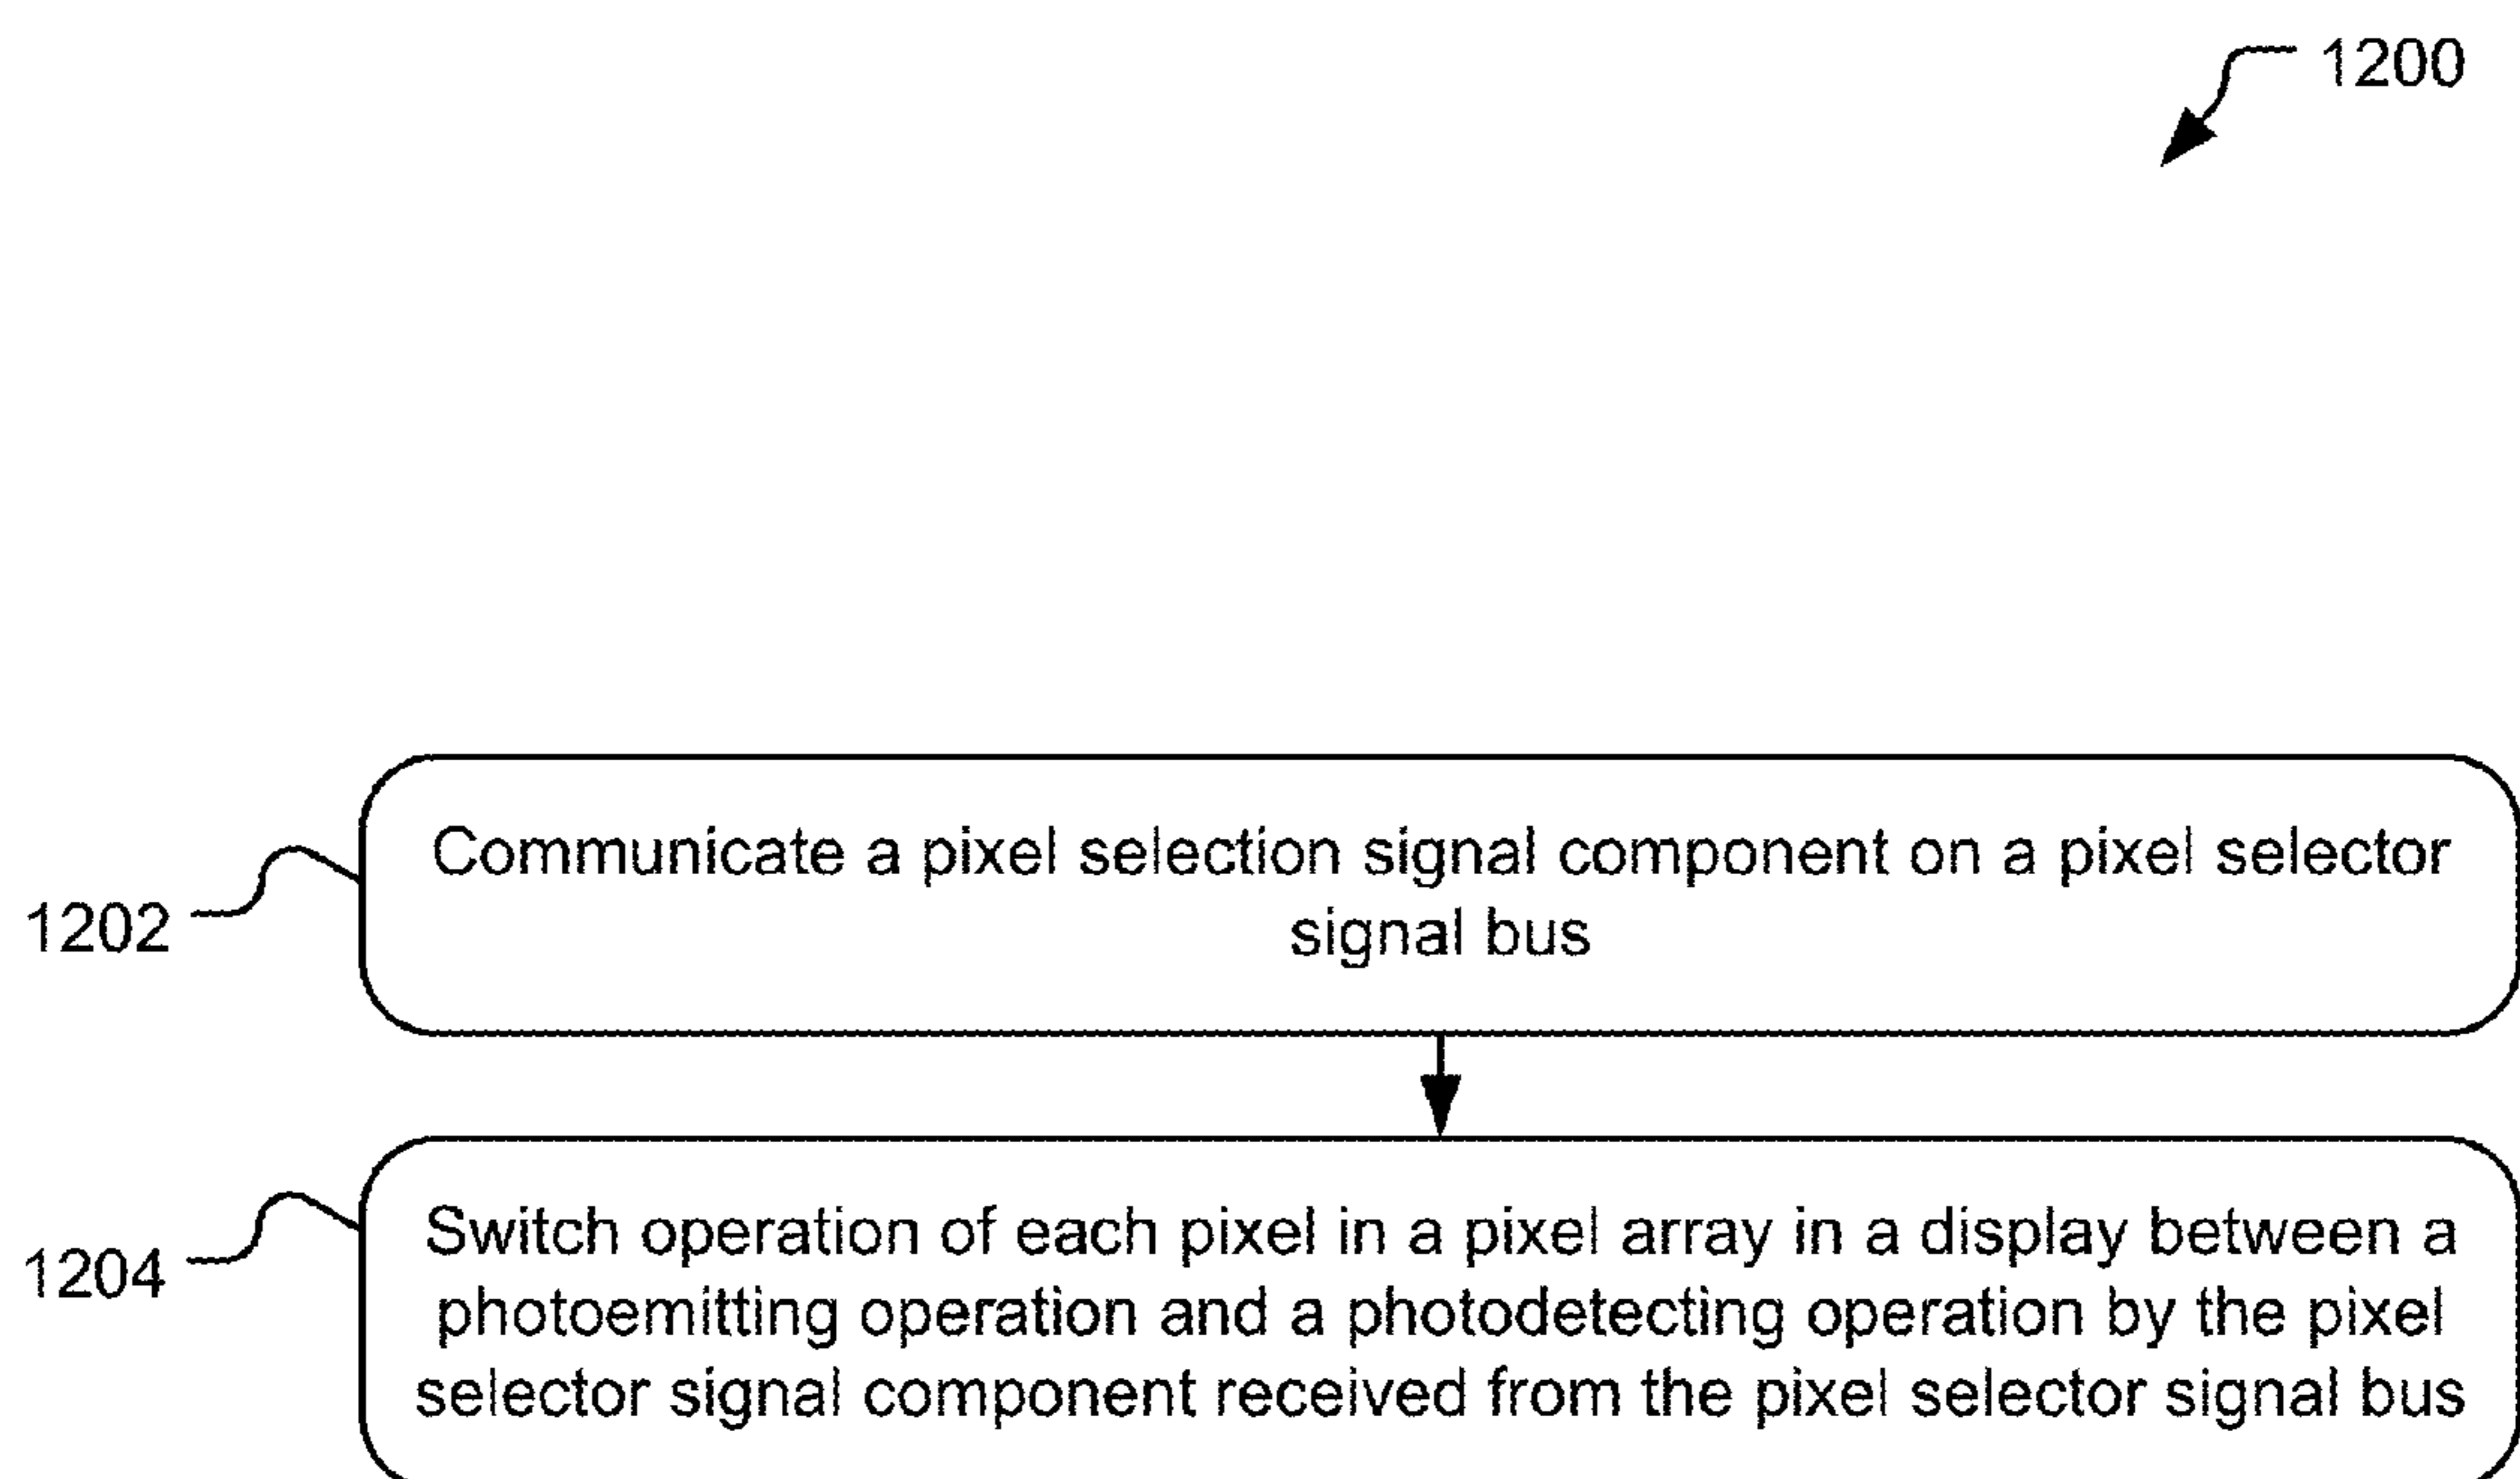 1200
Communicate a pixel selection signal component on a pixel selector
signal bus
1202
Switch operation of each pixel in a pixel array in a display between a
photoemitting operation and a photodetecting operation by the pixel
selector signal component received from the pixel selector signal bus
1204